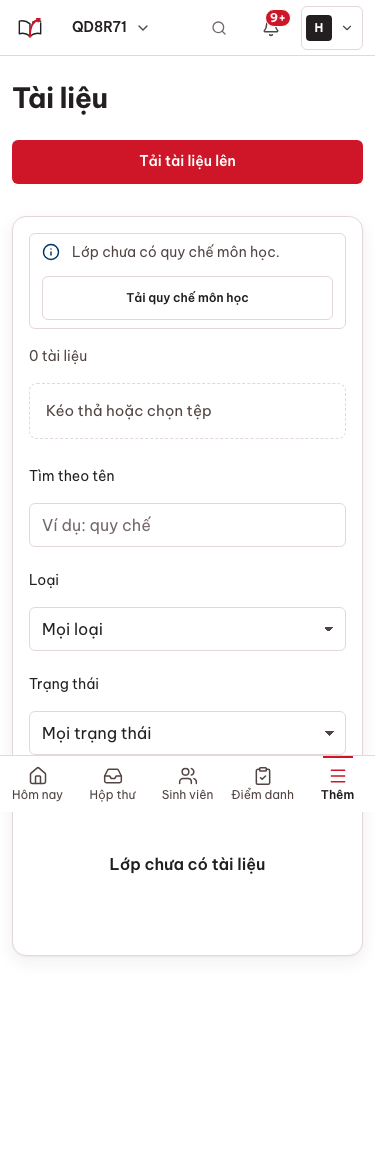 QD8R71
9+
H
Tài liệu
Tải tài liệu lên
Lớp chưa có quy chế môn học.
Tải quy chế môn học
0 tài liệu
Kéo thả hoặc chọn tệp
Tìm theo tên
Ví dụ: quy chế
Loại
Mọi loại
Trạng thái
Mọi trạng thái
Hôm nay
Hộp thư
Sinh viên
Điểm danh
Thêm
Lớp chưa có tài liệu